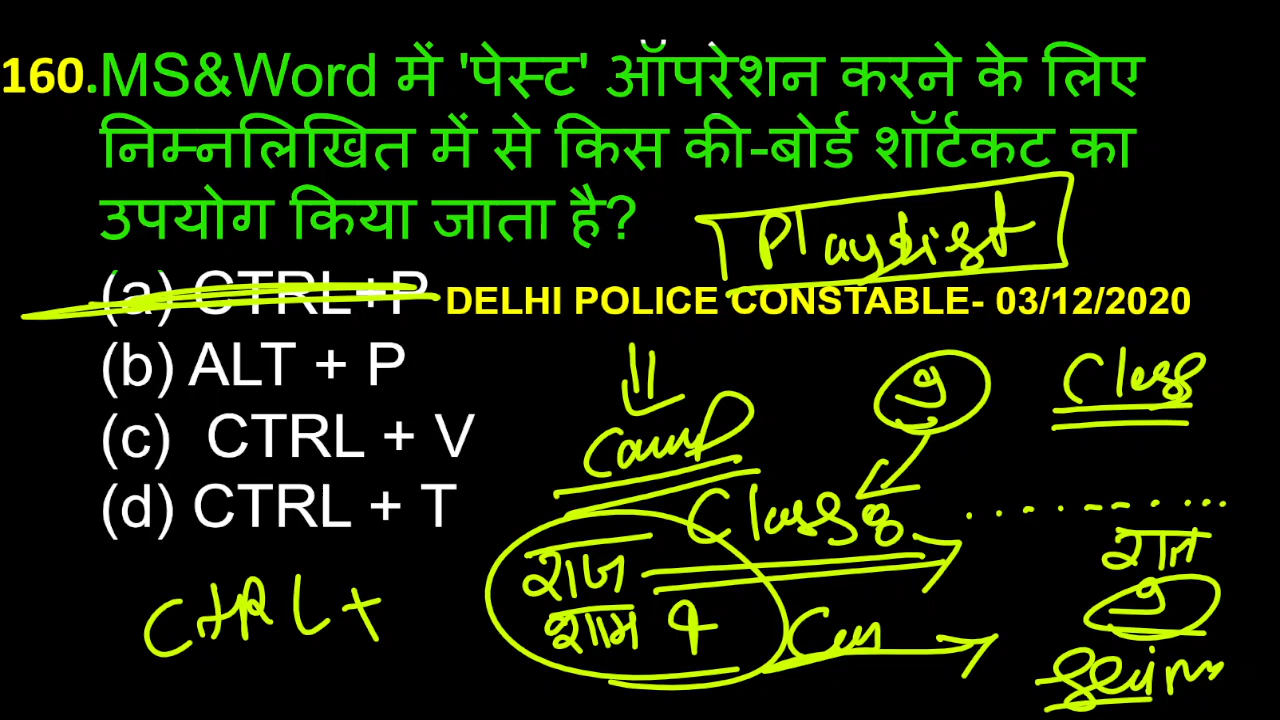 160.MS&Word में 'पेस्ट' ऑपरेशन करने के लिए
निम्नलिखित में से किस की-बोर्ड शॉर्टकट का
उपयोग किया जाता है?
Playlist
(a) CTRL+P DELHI POLICE CONSTABLE- 03/12/2020
(b) ALT + P
9 Class
(c) CTRL + V
Comp
(d) CTRL + T
Class 8
राज
शाम
CTRL+
रात
9